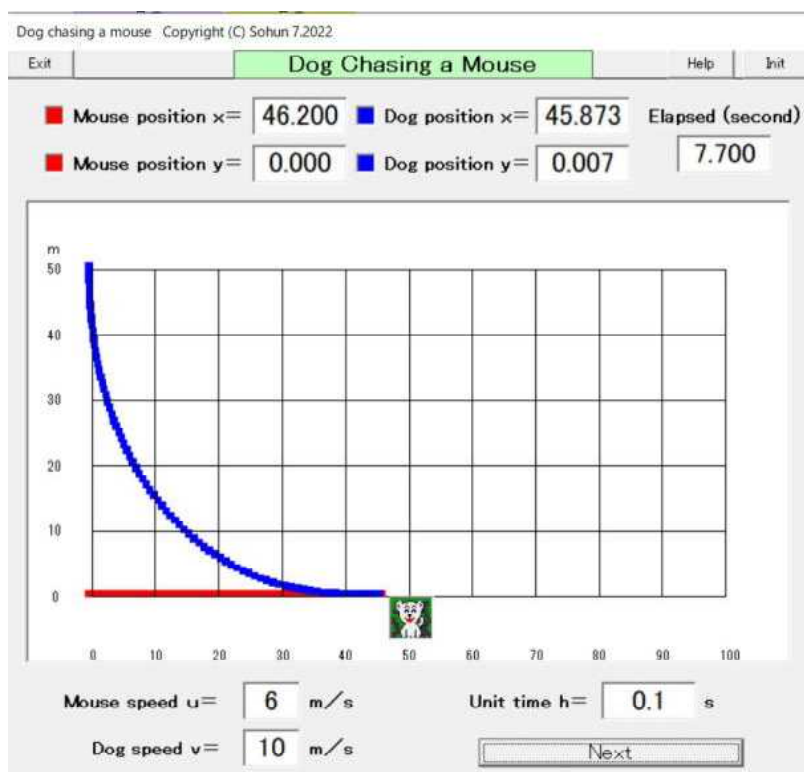 Dog chasing a mouse Copyright (C) Sohun 7.2022
Exit Dog Chasing a Mouse Help Init
Mouse position x= 46.200 Dog position x= 45.873 Elapsed (second)
Mouse position y= 0.000 Dog position y= 0.007 7.700
m
50
40
30
20
10
0
0 10 20 30 40 50 60 70 80 90 100
Mouse speed u= 6 m/s Unit time h= 0.1 s
Dog speed v= 10 m/s Next